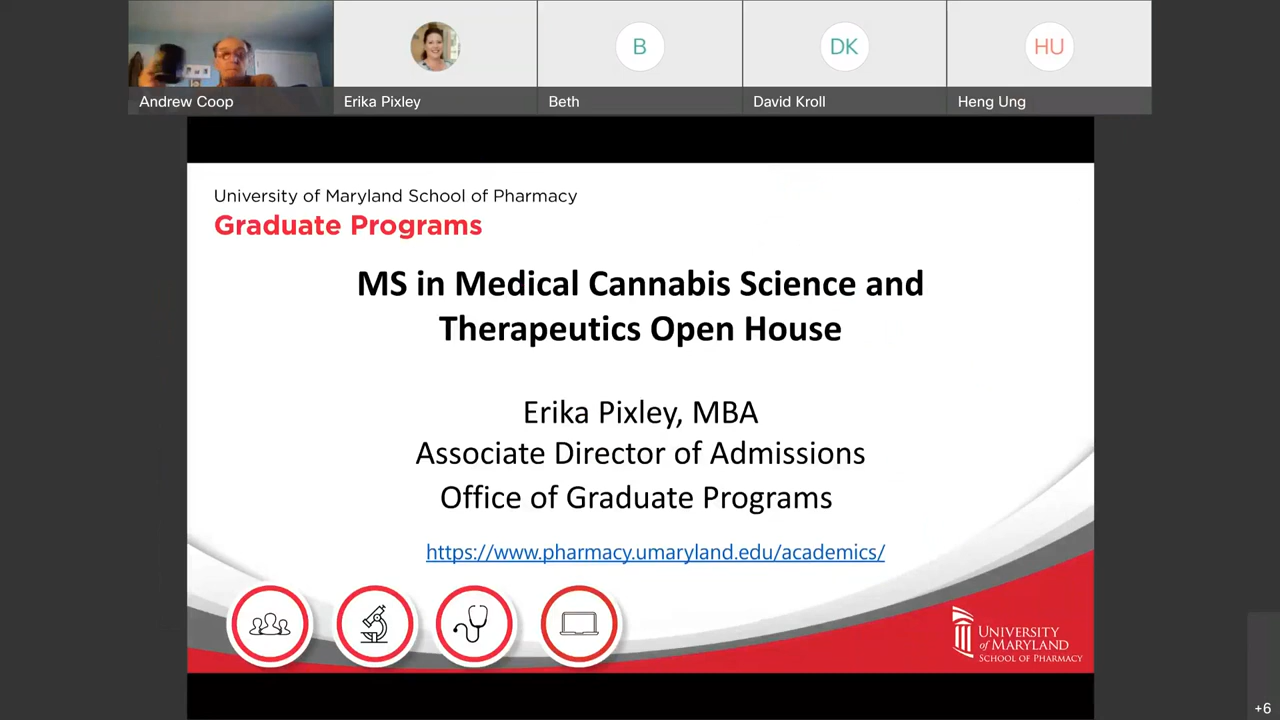 B
DK
HU
Andrew Coop
Erika Pixley
Beth
David Kroll
Heng Ung
University of Maryland School of Pharmacy
Graduate Programs
MS in Medical Cannabis Science and
Therapeutics Open House
Erika Pixley, MBA
Associate Director of Admissions
Office of Graduate Programs
https://www.pharmacy.umaryland.edu/academics/
UNIVERSITY
of MARYLAND
SCHOOL OF PHARMACY
+6